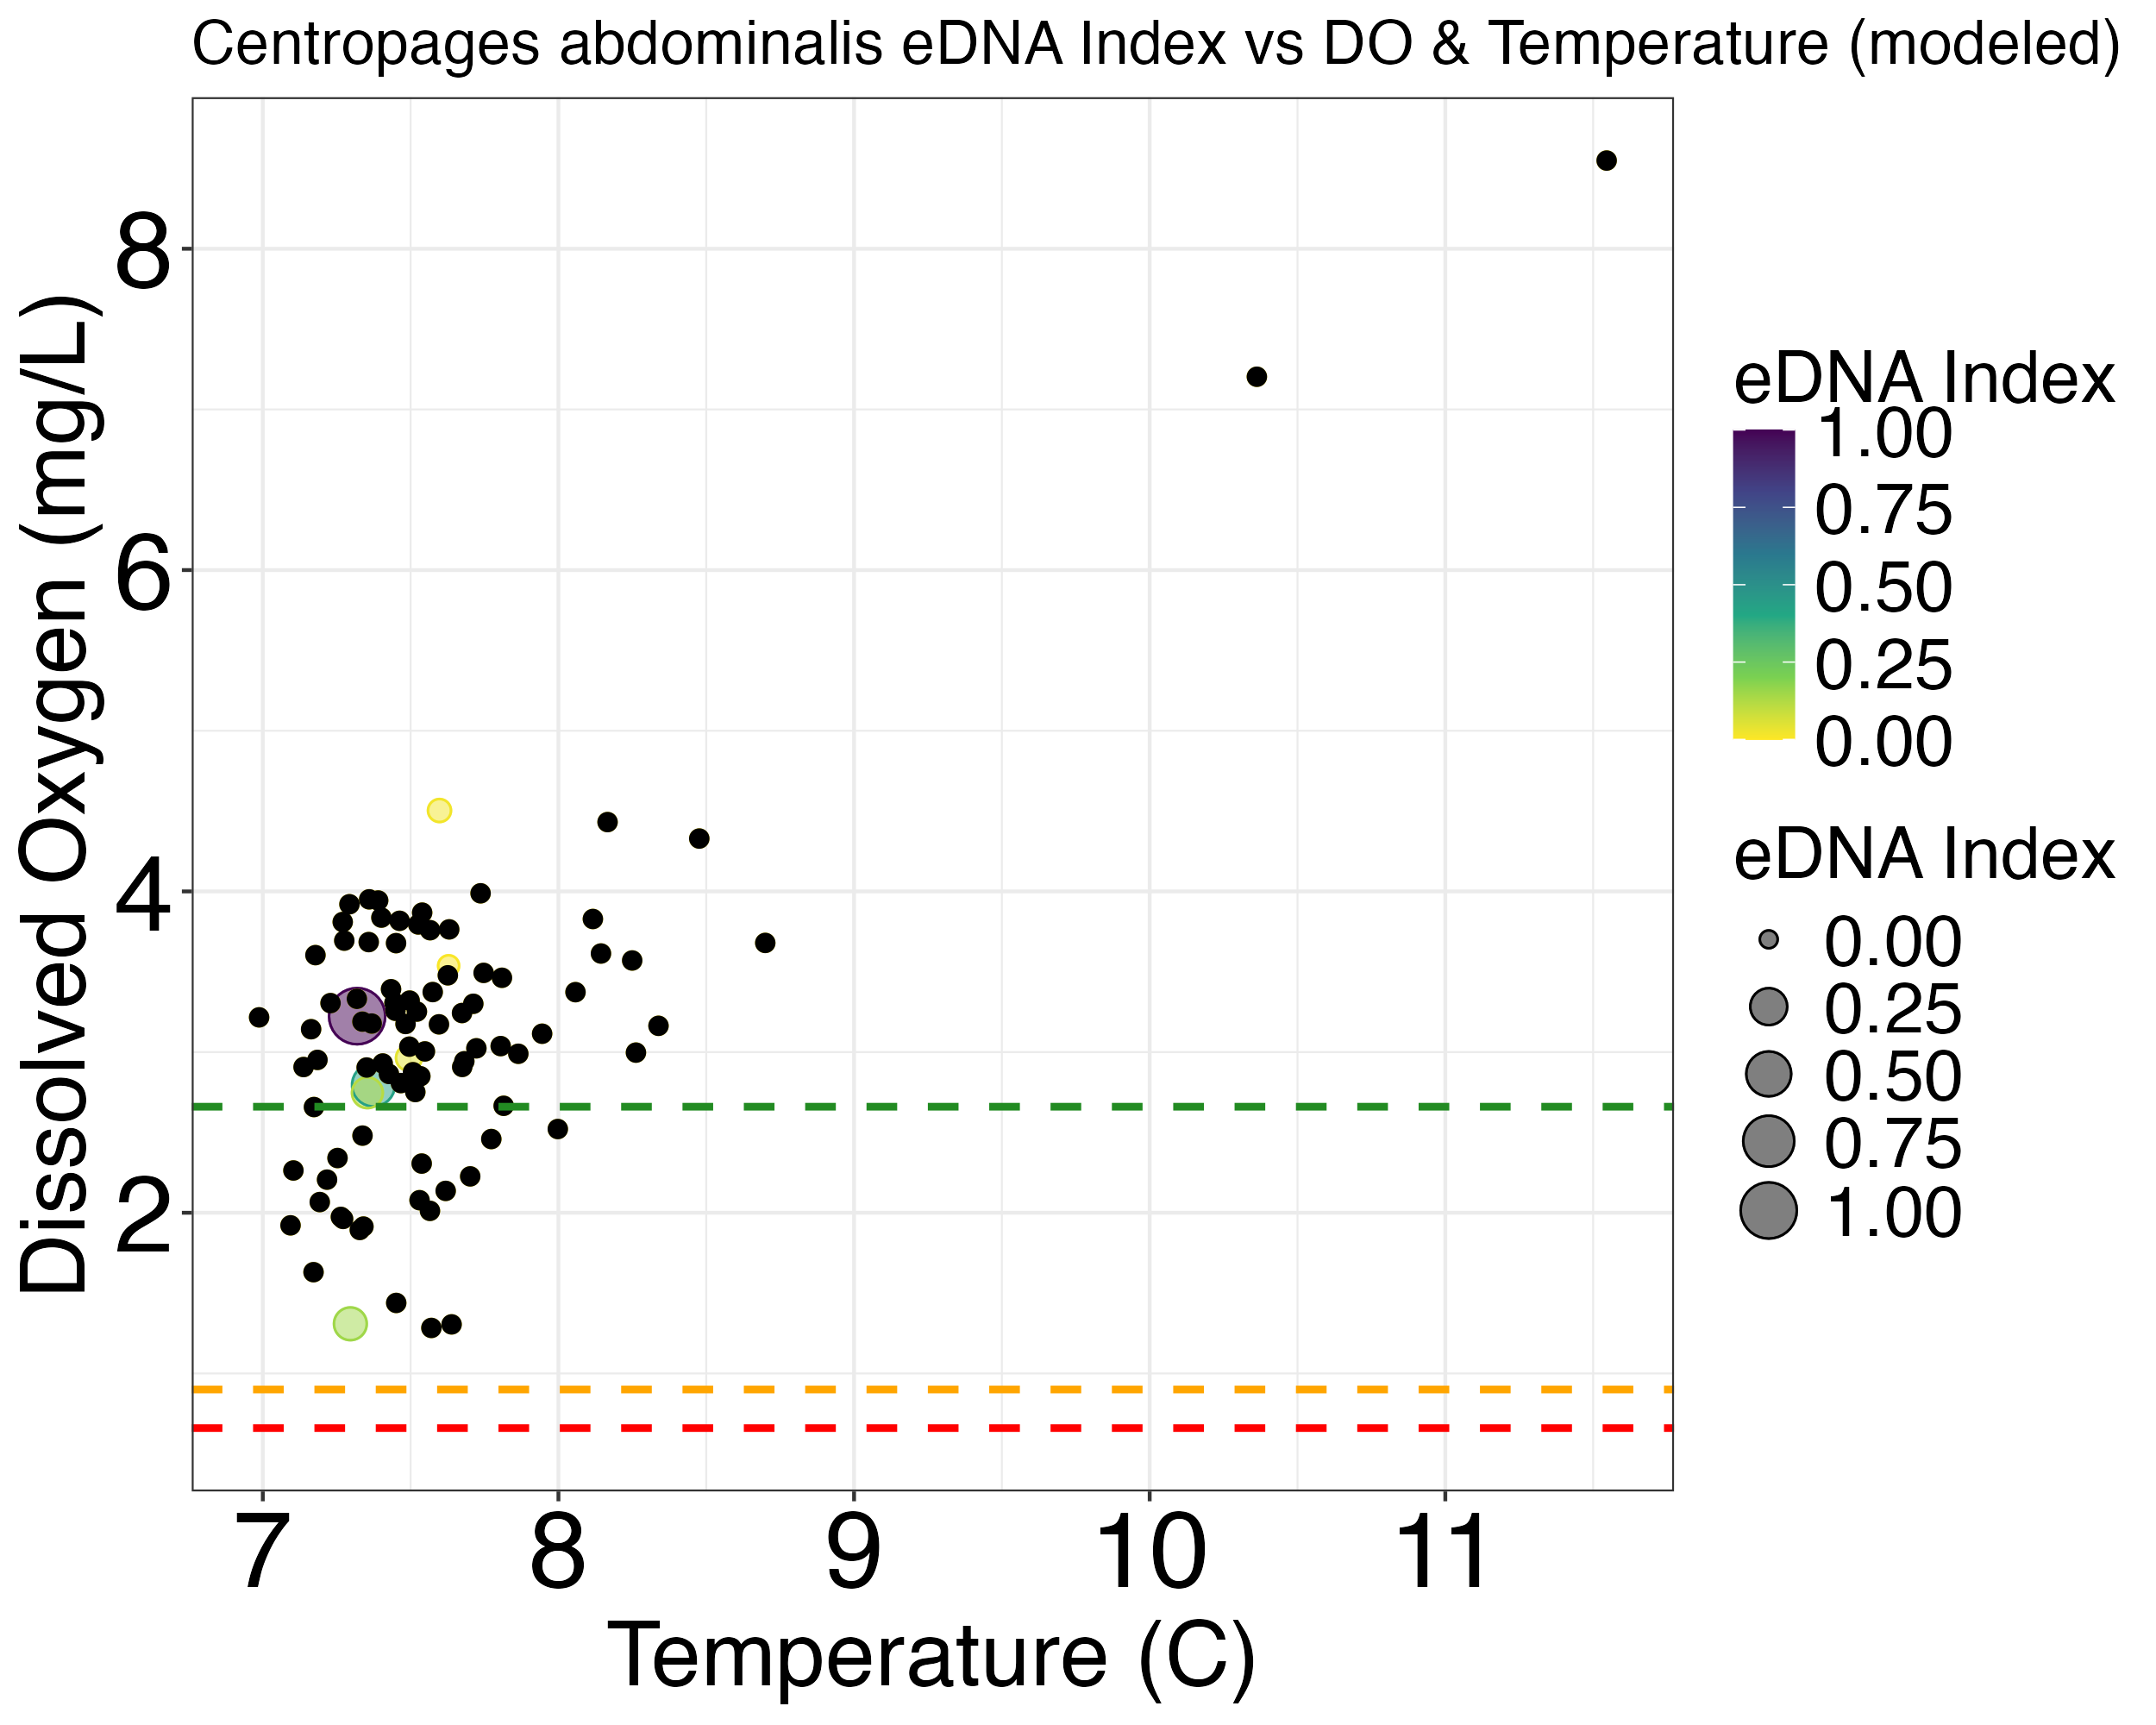 Centropages abdominalis eDNA Index vs DO & Temperature (modeled)
Dissolved Oxygen (mg/L)
8
6
4
2
7 8 9 10 11
Temperature (C)
eDNA Index
1.00
0.75
0.50
0.25
0.00
eDNA Index
0.00
0.25
0.50
0.75
1.00